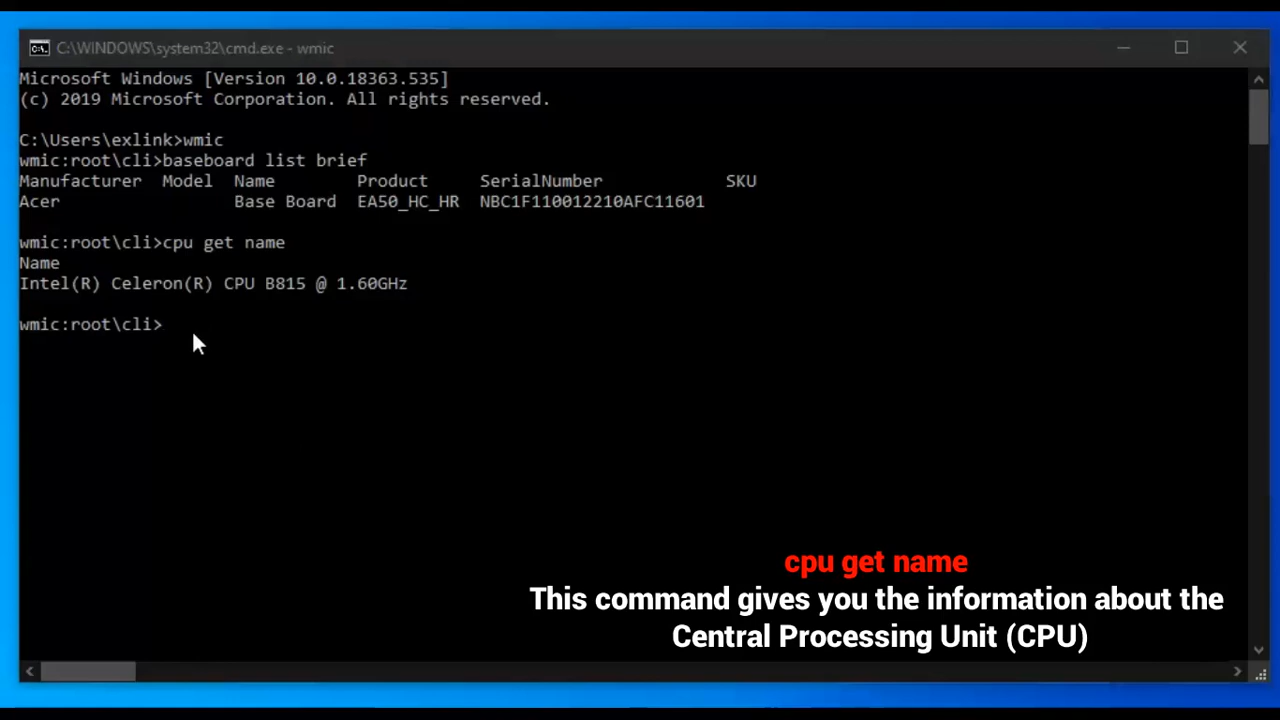 C:\WINDOWS\system32\cmd.exe - wmic
Microsoft Windows [Version 10.0.18363.535]
(c) 2019 Microsoft Corporation. All rights reserved.
C:\Users\exlink>wmic
wmic:root\cli>baseboard list brief
Manufacturer  Model  Name        Product     SerialNumber            SKU
Acer                 Base Board  EA50_HC_HR  NBC1F110012210AFC11601
wmic:root\cli>cpu get name
Name
Intel(R) Celeron(R) CPU B815 @ 1.60GHz
wmic:root\cli>
cpu get name
This command gives you the information about the
Central Processing Unit (CPU)